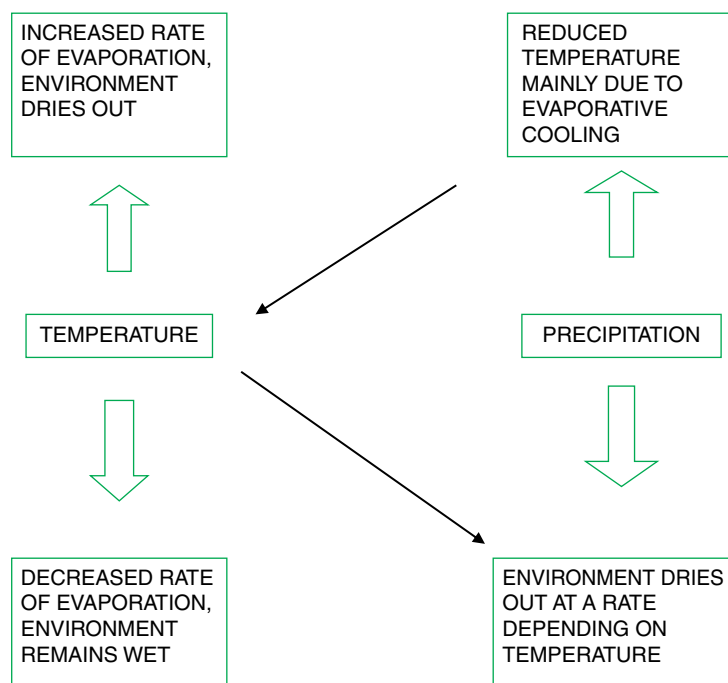 INCREASED RATE
OF EVAPORATION,
ENVIRONMENT
DRIES OUT
REDUCED
TEMPERATURE
MAINLY DUE TO
EVAPORATIVE
COOLING
TEMPERATURE
PRECIPITATION
DECREASED RATE
OF EVAPORATION,
ENVIRONMENT
REMAINS WET
ENVIRONMENT DRIES
OUT AT A RATE
DEPENDING ON
TEMPERATURE